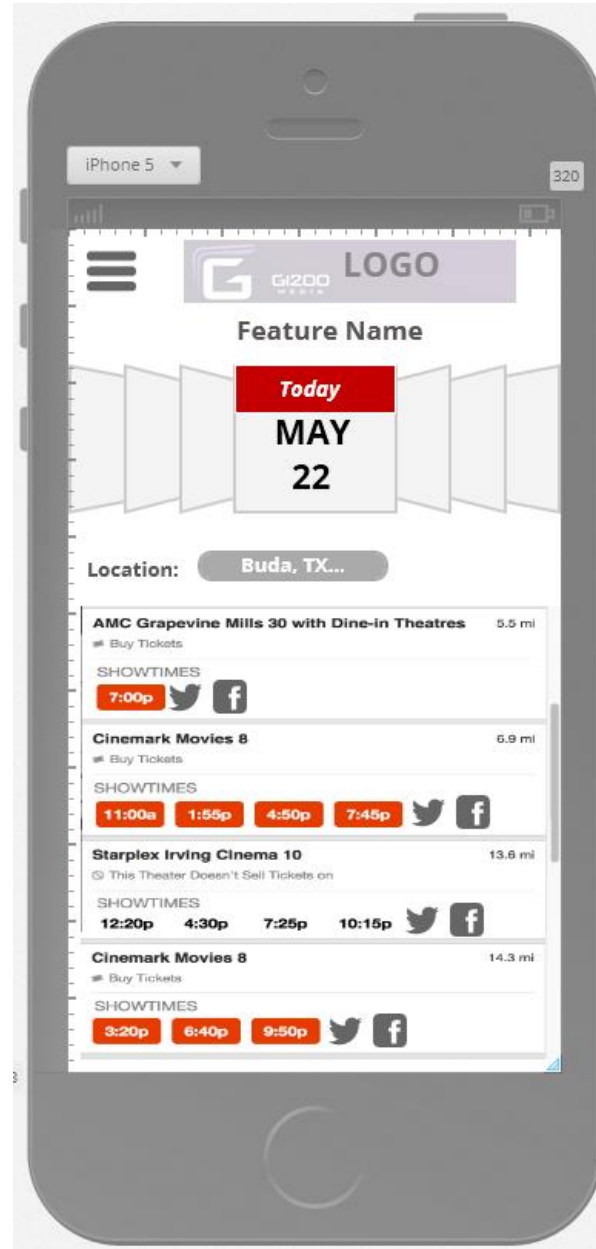 iPhone 5
320
GIZOO
MEDIA
LOGO
Feature Name
Today
MAY
22
Location: Buda, TX...
AMC Grapevine Mills 30 with Dine-in Theatres 5.5 mi
Buy Tickets
SHOWTIMES
7:00p
Cinemark Movies 8 6.9 mi
Buy Tickets
SHOWTIMES
11:00a 1:55p 4:50p 7:45p
Starplex Irving Cinema 10 13.6 mi
This Theater Doesn't Sell Tickets on
SHOWTIMES
12:20p 4:30p 7:25p 10:15p
Cinemark Movies 8 14.3 mi
Buy Tickets
SHOWTIMES
3:20p 6:40p 9:50p